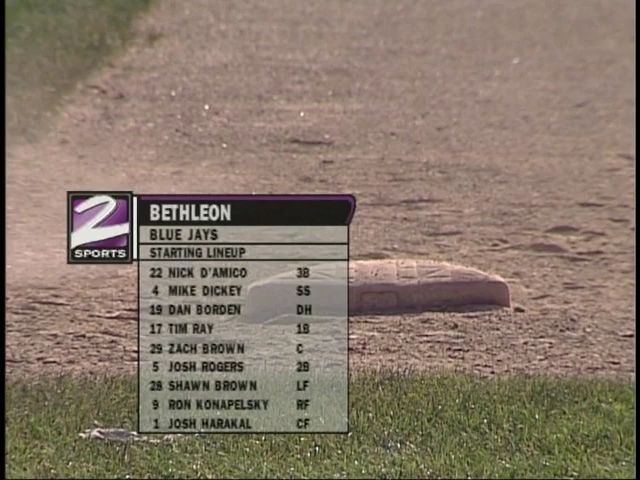 2
SPORTS
BETHLEON
BLUE JAYS
STARTING LINEUP
22 NICK D'AMICO 3B
4 MIKE DICKEY SS
19 DAN BORDEN DH
17 TIM RAY 1B
29 ZACH BROWN C
5 JOSH ROGERS 2B
28 SHAWN BROWN LF
9 RON KONAPELSKY RF
1 JOSH HARAKAL CF